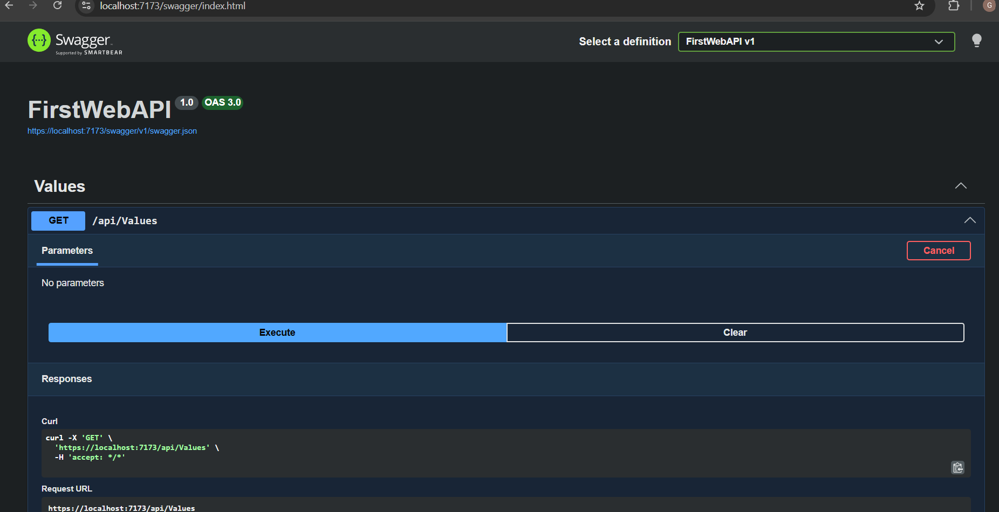 localhost:7173/swagger/index.html
G
{...} Swagger
Supported by SMARTBEAR
Select a definition
FirstWebAPI v1
FirstWebAPI 1.0 OAS 3.0
https://localhost:7173/swagger/v1/swagger.json
Values
GET /api/Values
Parameters
Cancel
No parameters
Execute
Clear
Responses
Curl
curl -X 'GET' \
'https://localhost:7173/api/Values' \
-H 'accept: */*'
Request URL
https://localhost:7173/api/Values